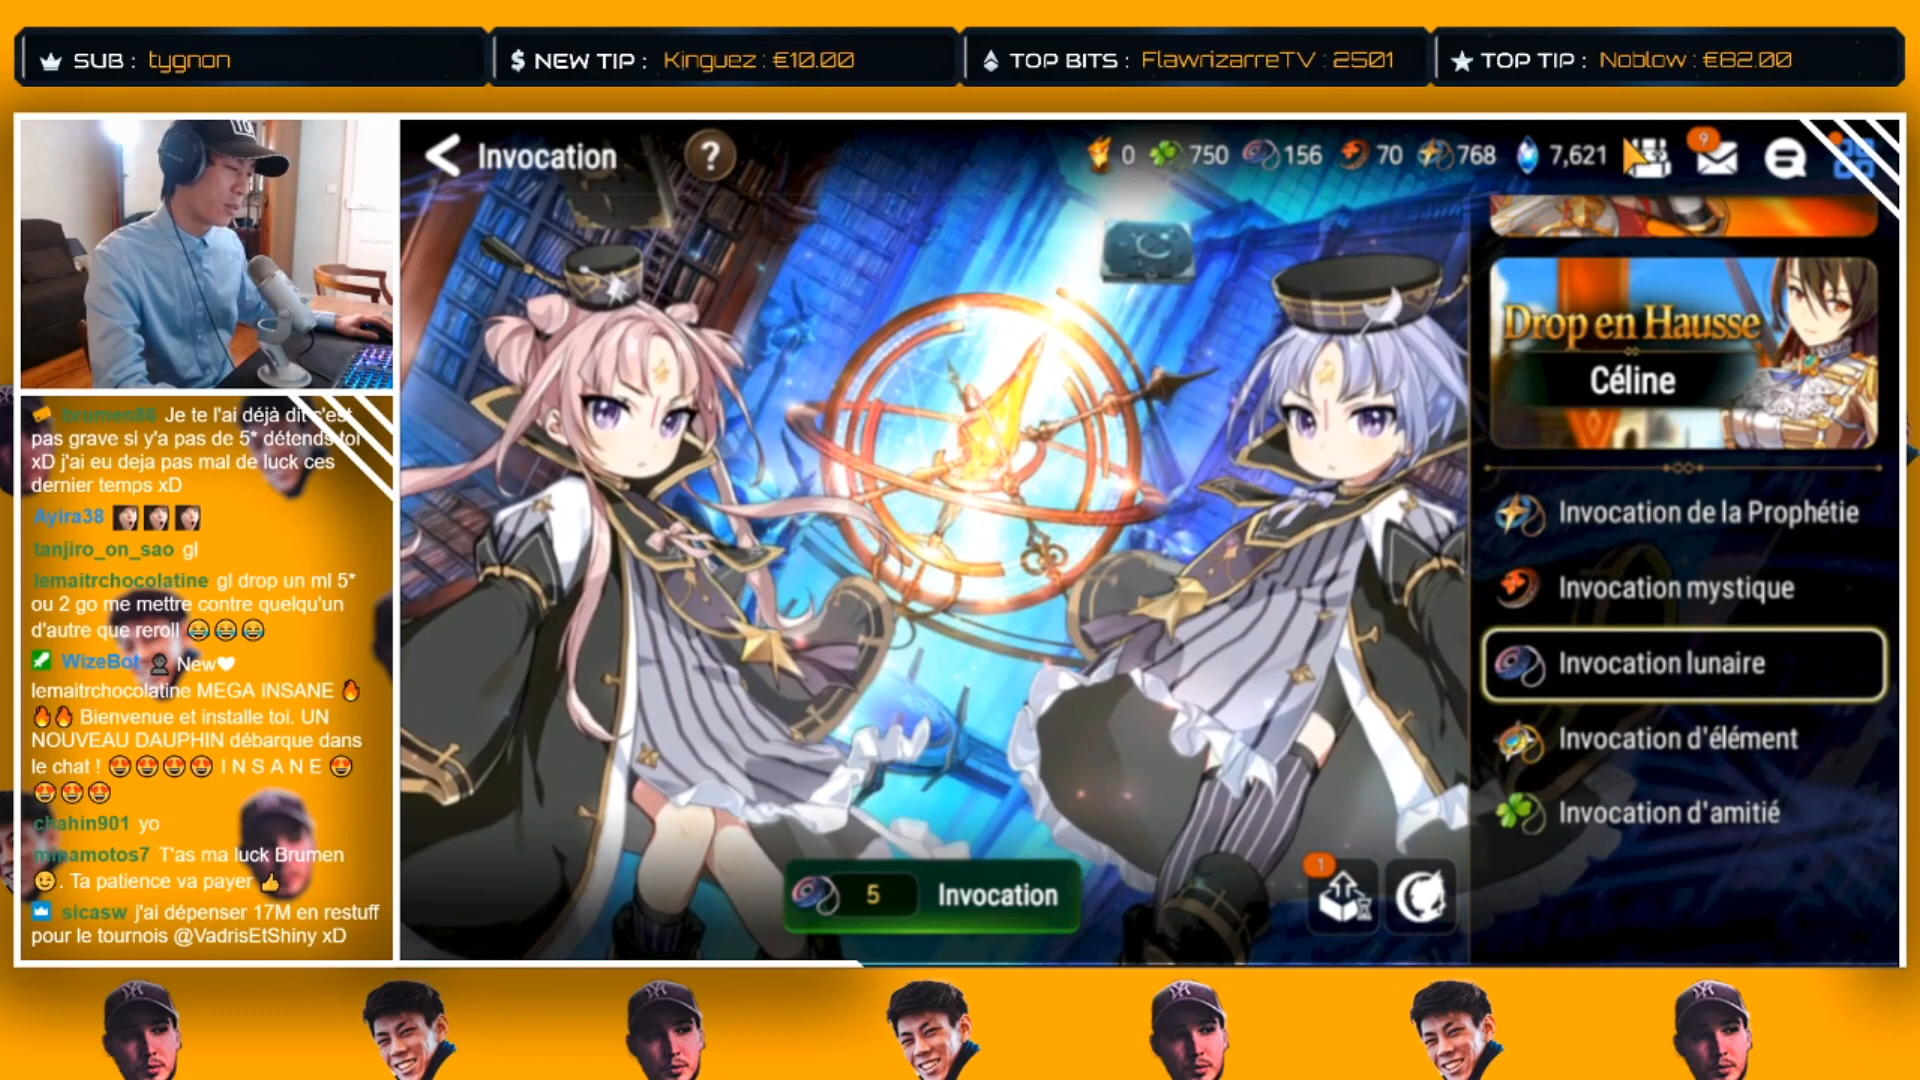 SUB : tygnon
$ NEW TIP : Kinguez : €10.00
TOP BITS : FlawrizarreTV : 2501
TOP TIP : Noblow : €82.00
Invocation
?
0
750
156
70
768
7,621
9
Drop en Hausse
Céline
Invocation de la Prophétie
Invocation mystique
Invocation lunaire
Invocation d'élément
Invocation d'amitié
5 Invocation
1
brumen86 Je te l'ai déjà dit c'est
pas grave si y'a pas de 5* détends toi
xD j'ai eu deja pas mal de luck ces
dernier temps xD
Ayira38
tanjiro_on_sao gl
lemaitrchocolatine gl drop un ml 5*
ou 2 go me mettre contre quelqu'un
d'autre que reroll 😂😂😂
WizeBot New
lemaitrchocolatine MEGA INSANE 🔥
🔥🔥 Bienvenue et installe toi. UN
NOUVEAU DAUPHIN débarque dans
le chat ! 😍😍😍😍 I N S A N E 😍
😍😍😍
chahin901 yo
minamotos7 T'as ma luck Brumen
😉. Ta patience va payer 👍
sicasw j'ai dépenser 17M en restuff
pour le tournois @VadrisEtShiny xD